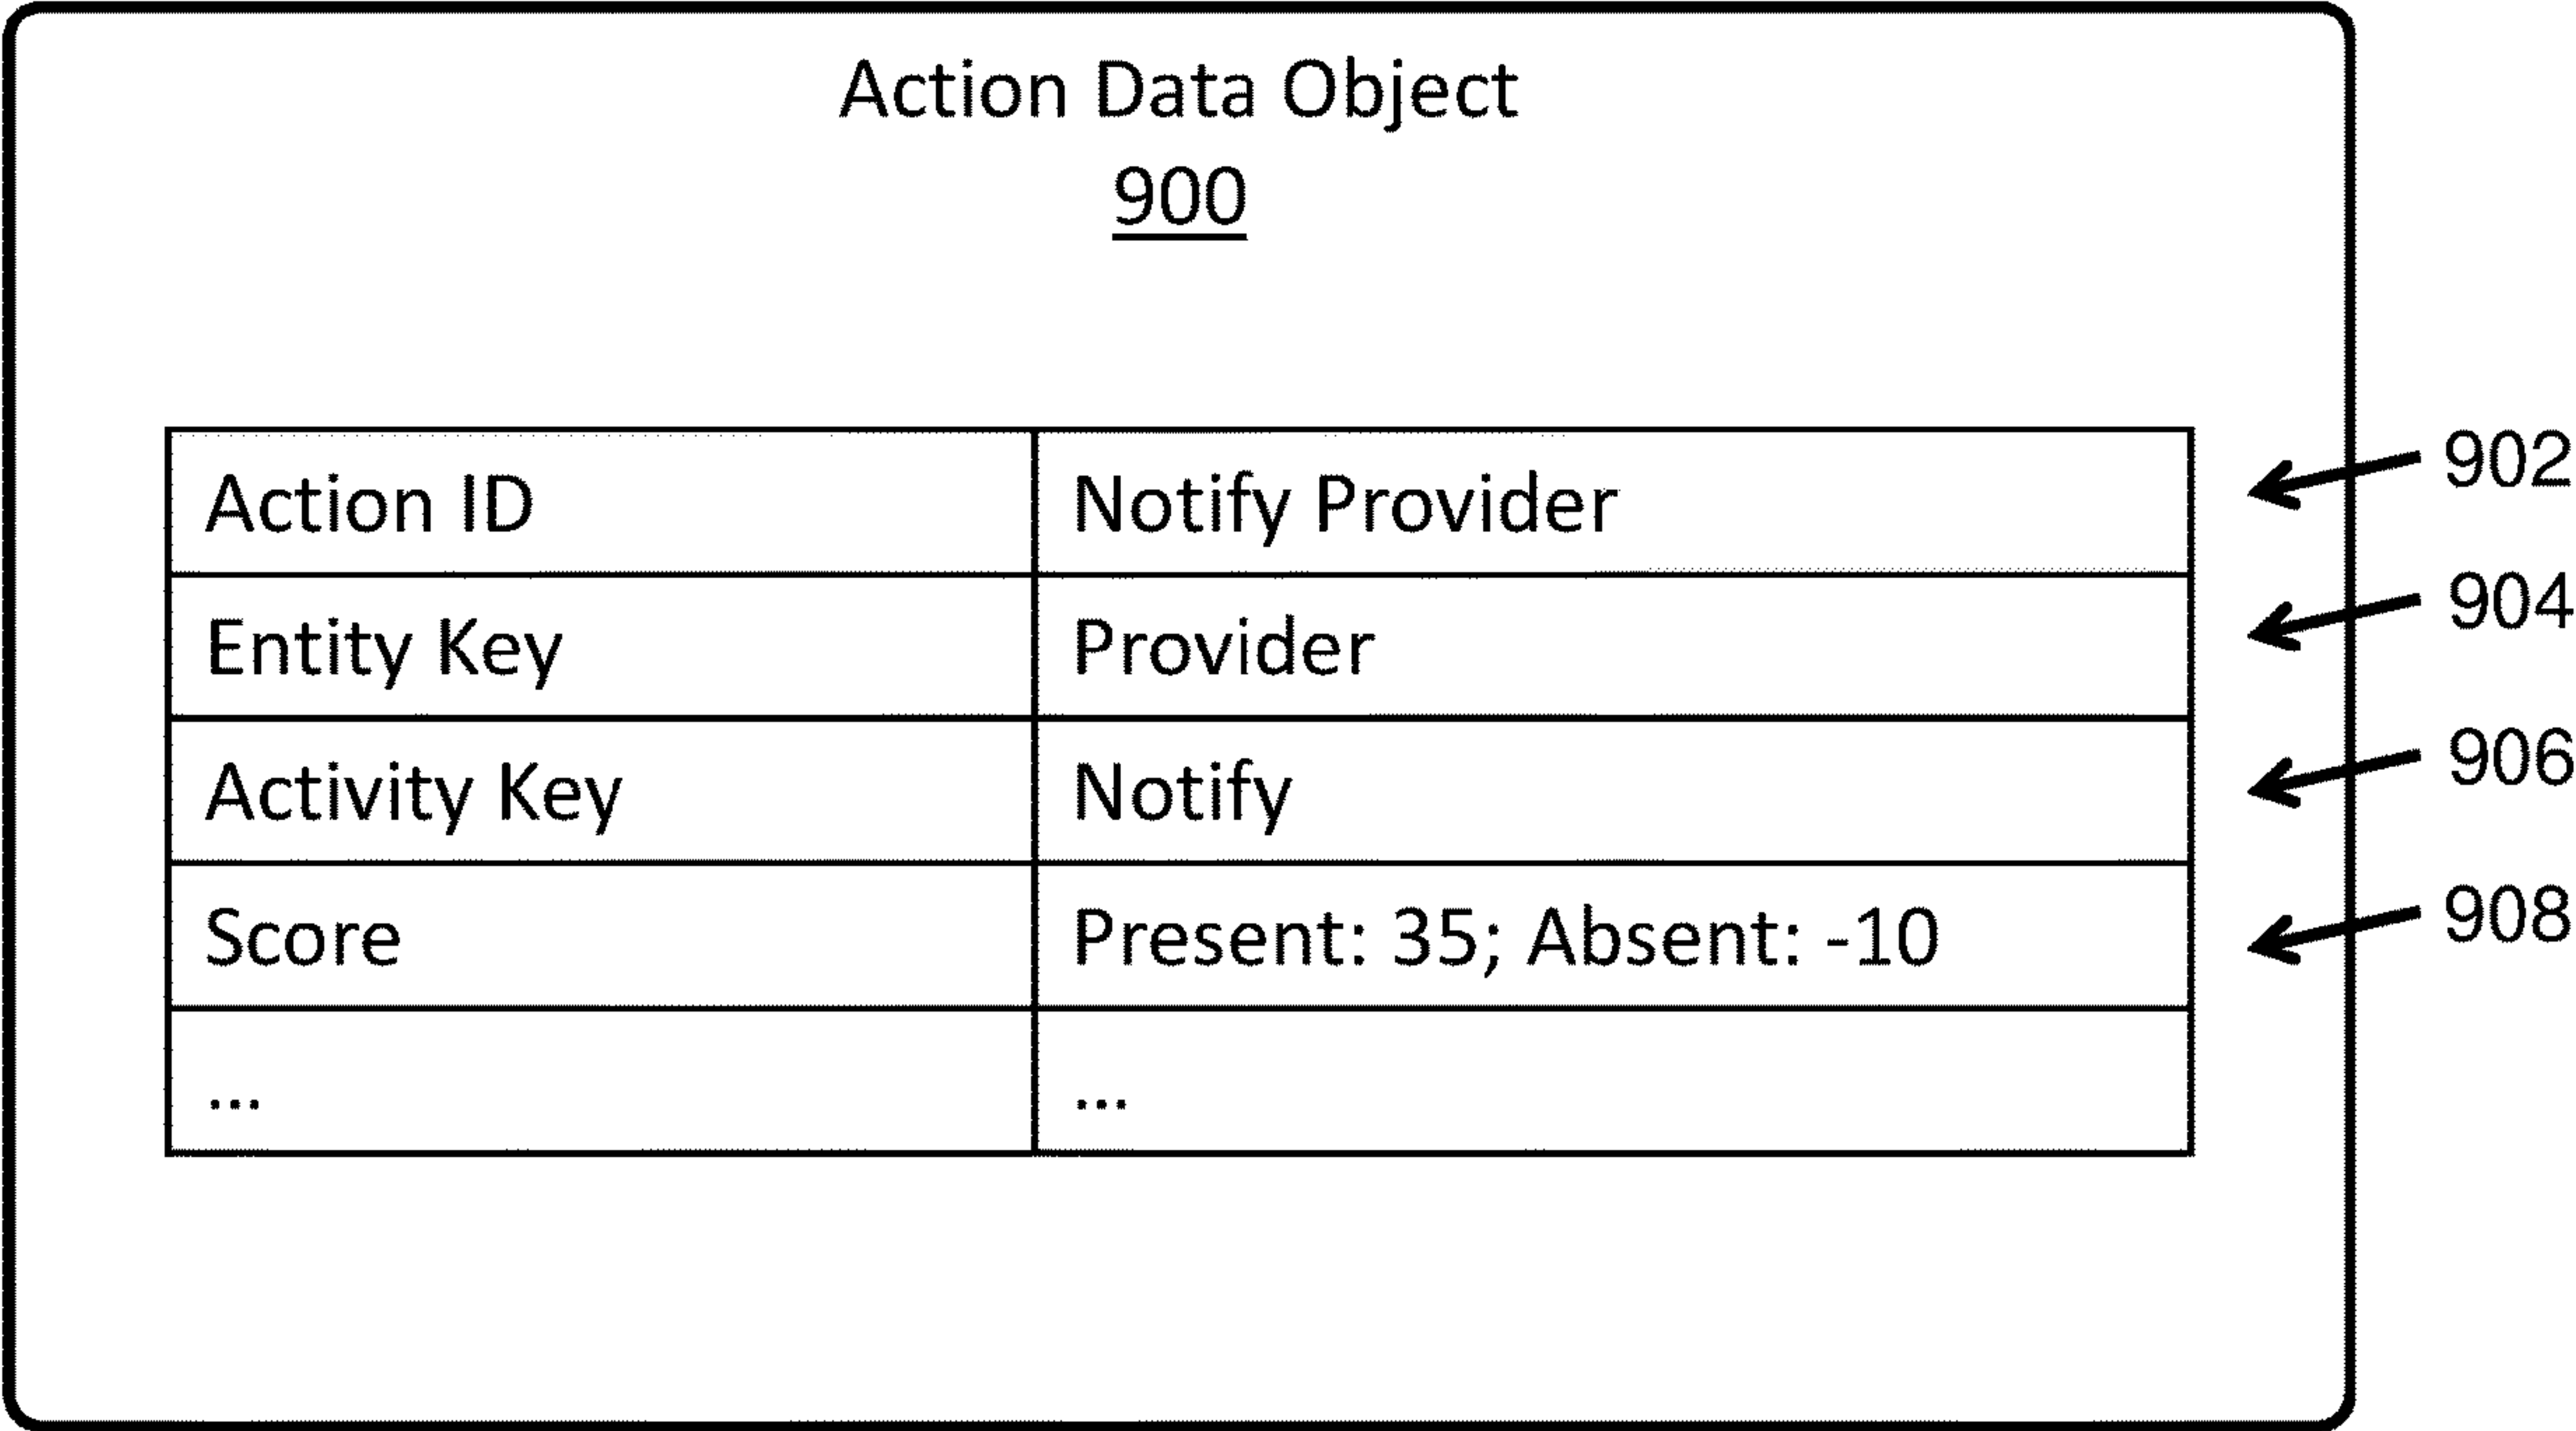 Action Data Object
900
Action ID Notify Provider 902
Entity Key Provider 904
Activity Key Notify 906
Score Present: 35; Absent: -10 908
... ...